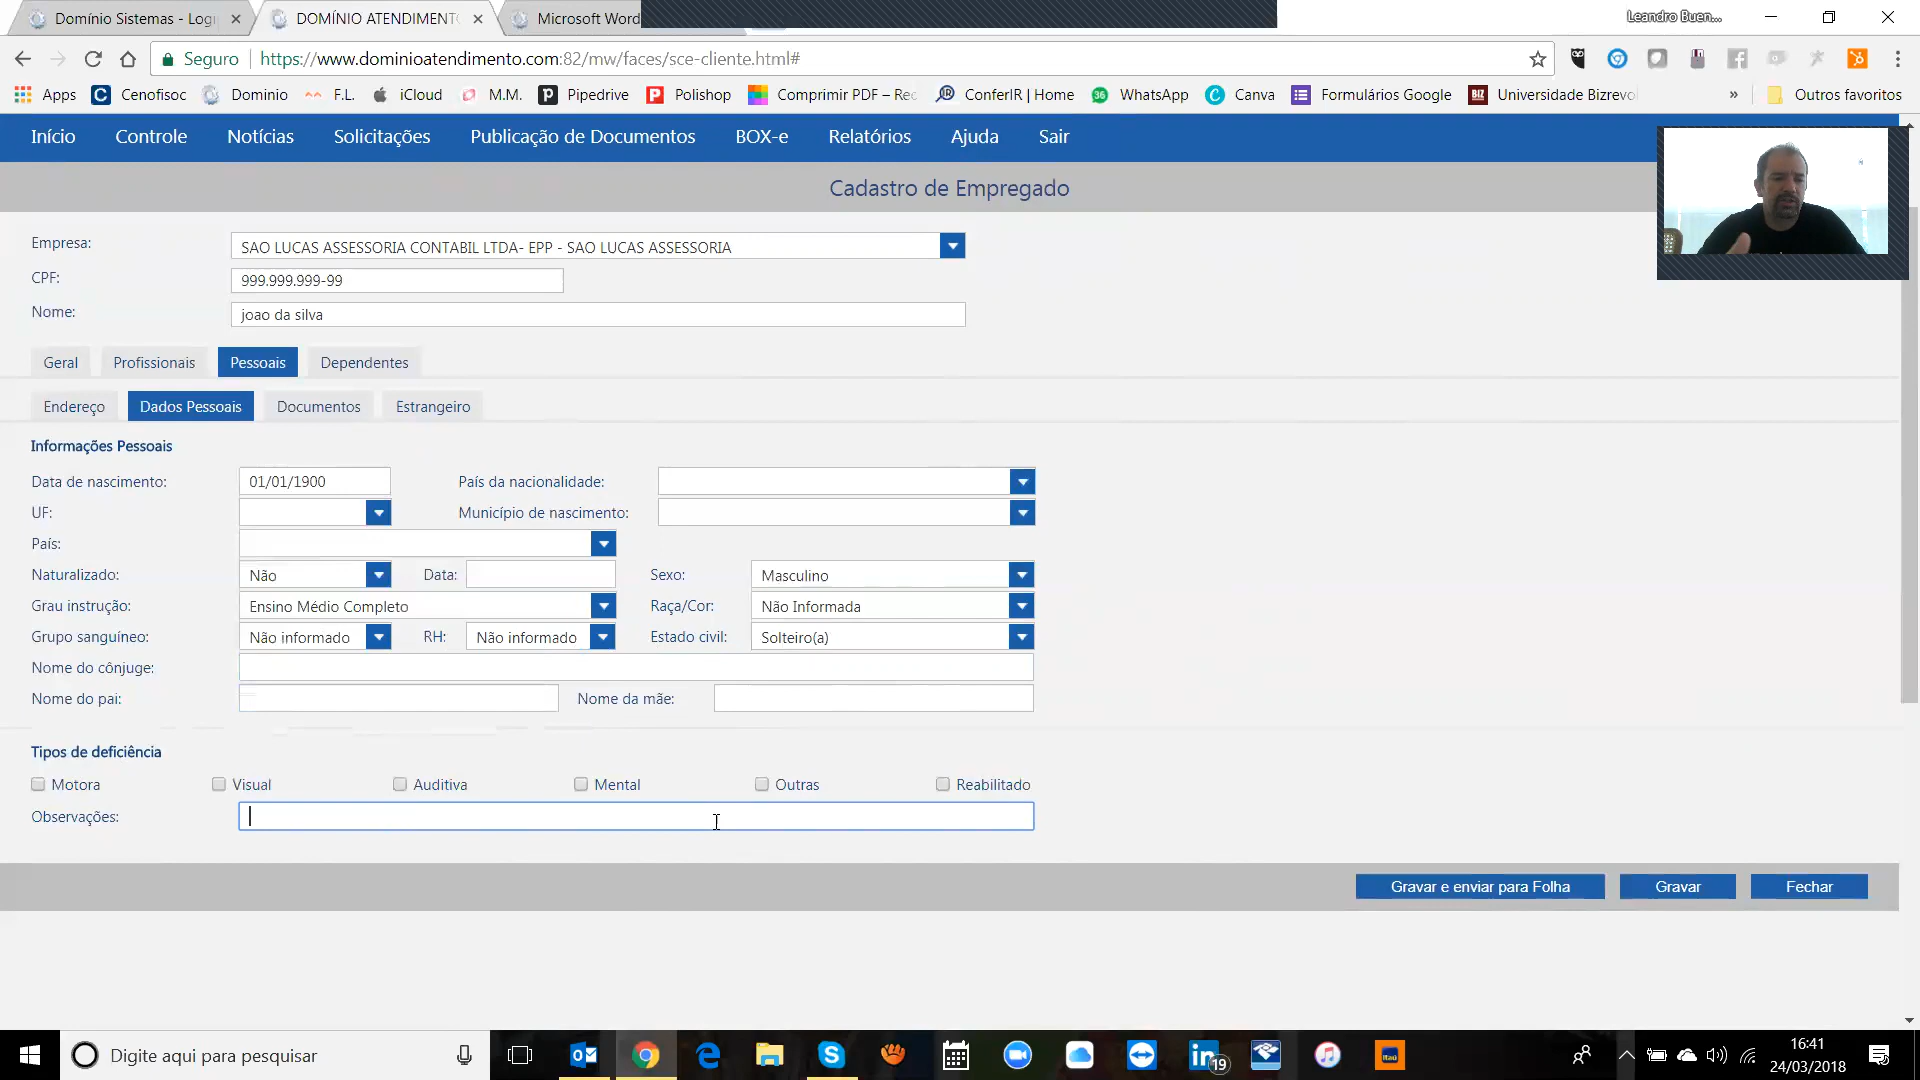 Domínio Sistemas - Logi
DOMÍNIO ATENDIMENTO
Microsoft Word
Leandro Buen...
Seguro
https://www.dominioatendimento.com:82/mw/faces/sce-cliente.html#
Apps
Cenofisoc
Dominio
F.L.
iCloud
M.M.
Pipedrive
Polishop
Comprimir PDF – Rec
ConferIR | Home
WhatsApp
Canva
Formulários Google
Universidade Bizrevol
»
Outros favoritos
Início
Controle
Notícias
Solicitações
Publicação de Documentos
BOX-e
Relatórios
Ajuda
Sair
Cadastro de Empregado
Empresa:
SAO LUCAS ASSESSORIA CONTABIL LTDA- EPP - SAO LUCAS ASSESSORIA
CPF:
999.999.999-99
Nome:
joao da silva
Geral
Profissionais
Pessoais
Dependentes
Endereço
Dados Pessoais
Documentos
Estrangeiro
Informações Pessoais
Data de nascimento:
01/01/1900
País da nacionalidade:
UF:
Município de nascimento:
País:
Naturalizado:
Não
Data:
Sexo:
Masculino
Grau instrução:
Ensino Médio Completo
Raça/Cor:
Não Informada
Grupo sanguíneo:
Não informado
RH:
Não informado
Estado civil:
Solteiro(a)
Nome do cônjuge:
Nome do pai:
Nome da mãe:
Tipos de deficiência
Motora
Visual
Auditiva
Mental
Outras
Reabilitado
Observações:
Gravar e enviar para Folha
Gravar
Fechar
Digite aqui para pesquisar
19
16:41
24/03/2018